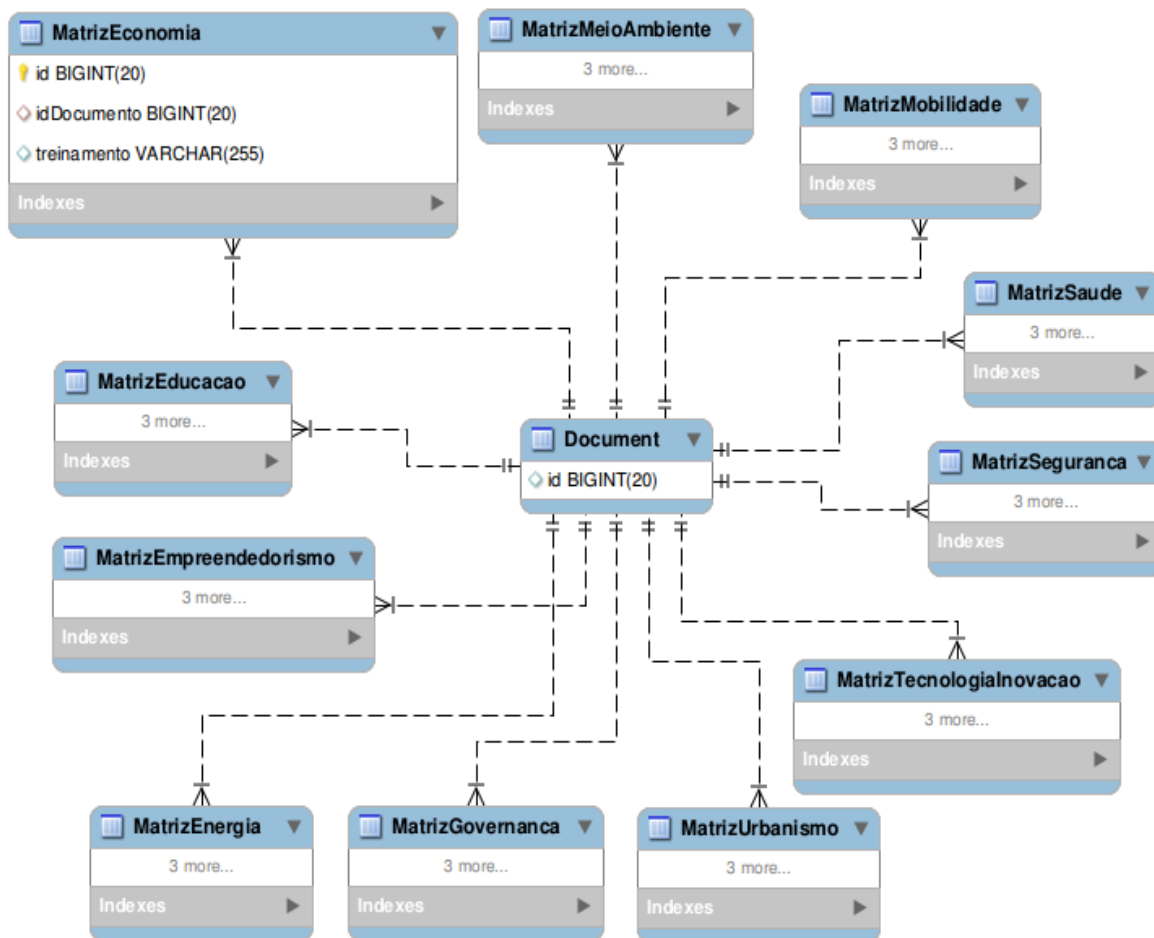 MatrizEconomia
id BIGINT(20)
idDocumento BIGINT(20)
treinamento VARCHAR(255)
Indexes
MatrizMeioAmbiente
3 more...
Indexes
MatrizMobilidade
3 more...
Indexes
MatrizSaude
3 more...
Indexes
MatrizEducacao
3 more...
Indexes
Document
id BIGINT(20)
MatrizSeguranca
3 more...
Indexes
MatrizEmpreendedorismo
3 more...
Indexes
MatrizTecnologiaInovacao
3 more...
Indexes
MatrizEnergia
3 more...
Indexes
MatrizGovernanca
3 more...
Indexes
MatrizUrbanismo
3 more...
Indexes